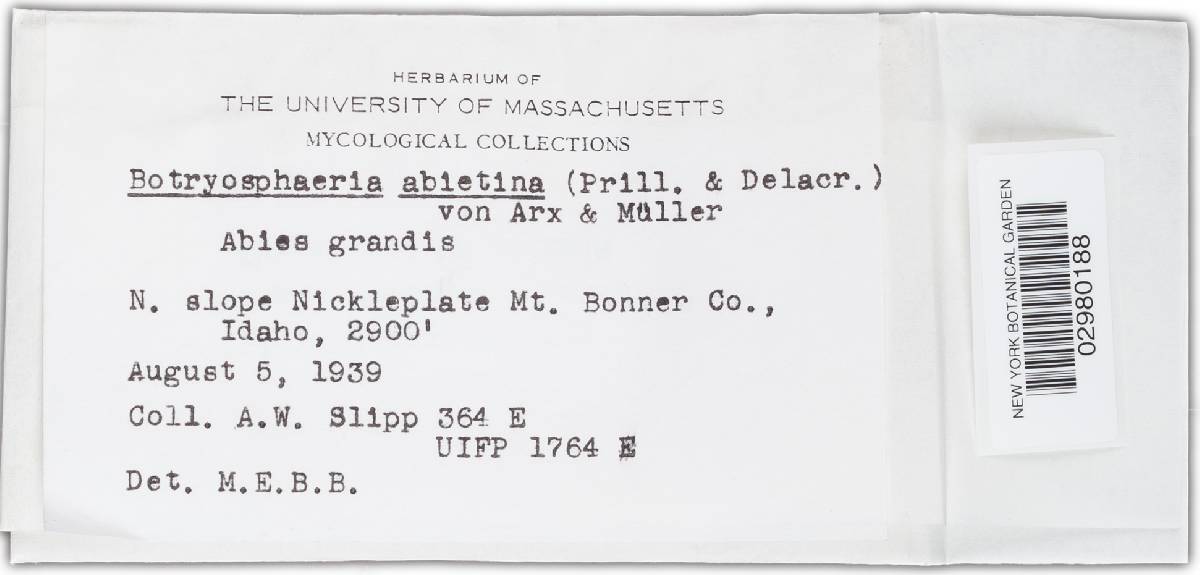 HERBARIUM OF
THE UNIVERSITY OF MASSACHUSETTS
MYCOLOGICAL COLLECTIONS
Botryosphaeria abietina (Prill. & Delacr.)
von Arx & Müller
Abies grandis
N. slope Nickleplate Mt. Bonner Co.,
Idaho, 2900'
August 5, 1939
Coll. A.W. Slipp 364 E
UIFP 1764 E
Det. M.E.B.B.
NEW YORK BOTANICAL GARDEN
02980188